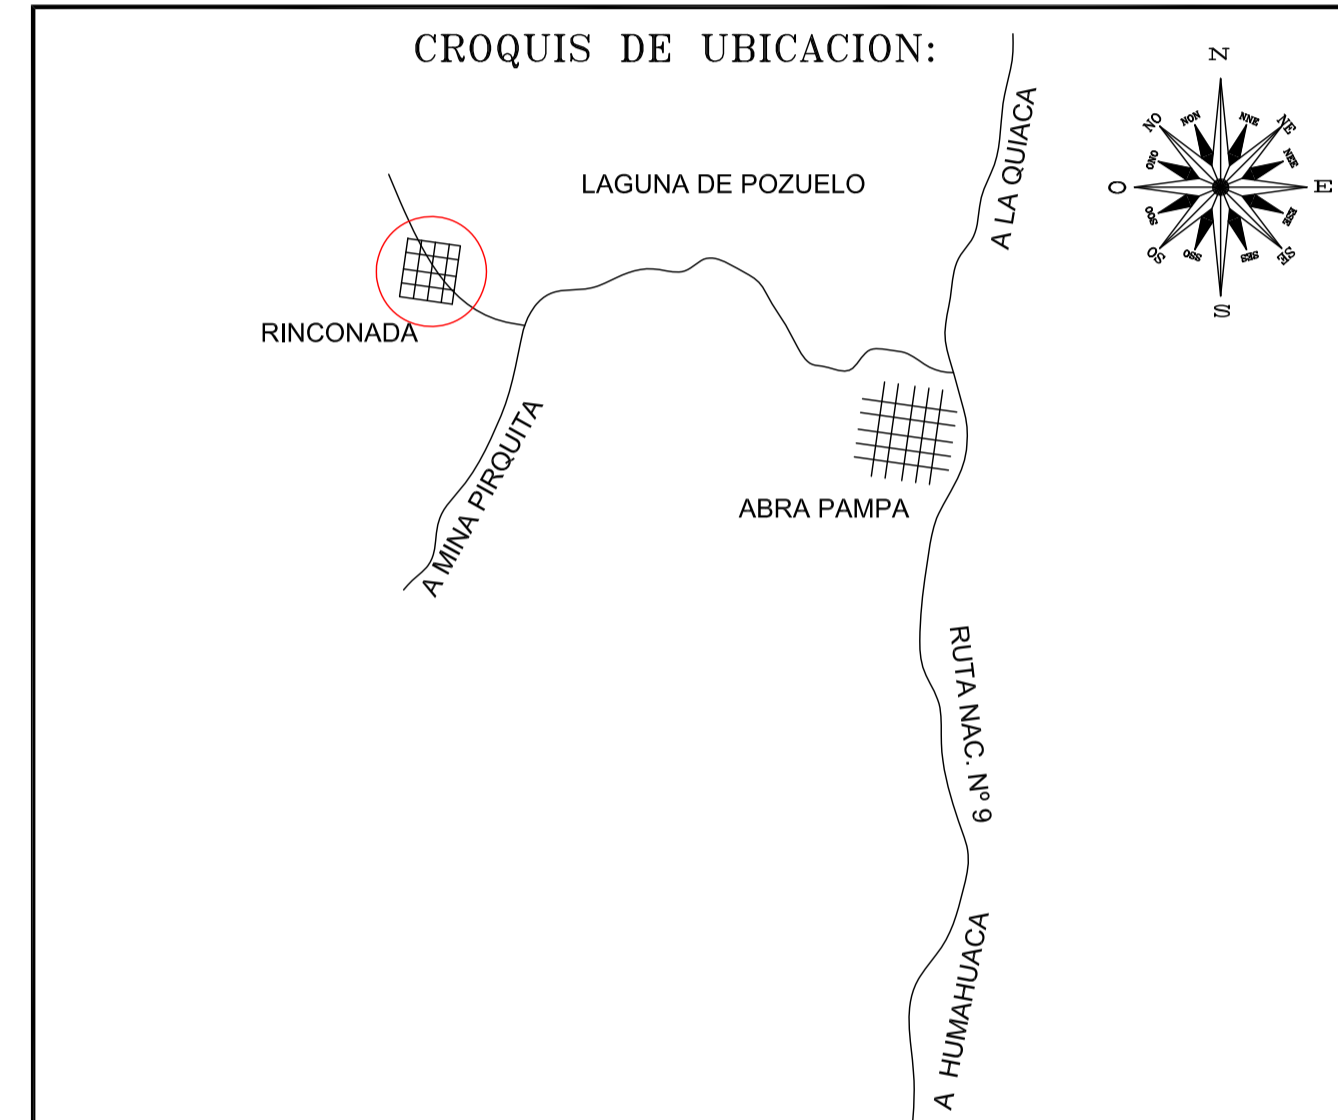 CROQUIS DE UBICACION:
N
NON
NNE
NO
NE
ONO
NEE
O
E
SOO
ESE
SO
SE
SSO
SES
S
A LA QUIACA
LAGUNA DE POZUELO
RINCONADA
A MINA PIRQUITA
ABRA PAMPA
RUTA NAC. Nº 9
A HUMAHUACA